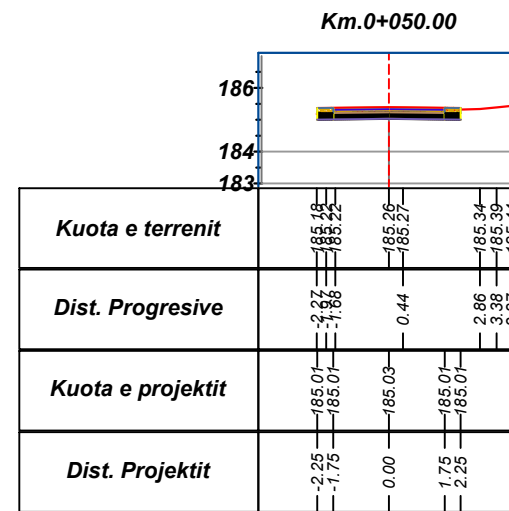 Km.0+050.00
186
184
183
Kuota e terrenit 185.18 185.22 185.26 185.27 185.34 185.39
Dist. Progresive -2.27 -1.97 -1.68 0.44 2.86 3.38
Kuota e projektit 185.01 185.01 185.03 185.01 185.01
Dist. Projektit -2.25 -1.75 0.00 1.75 2.25